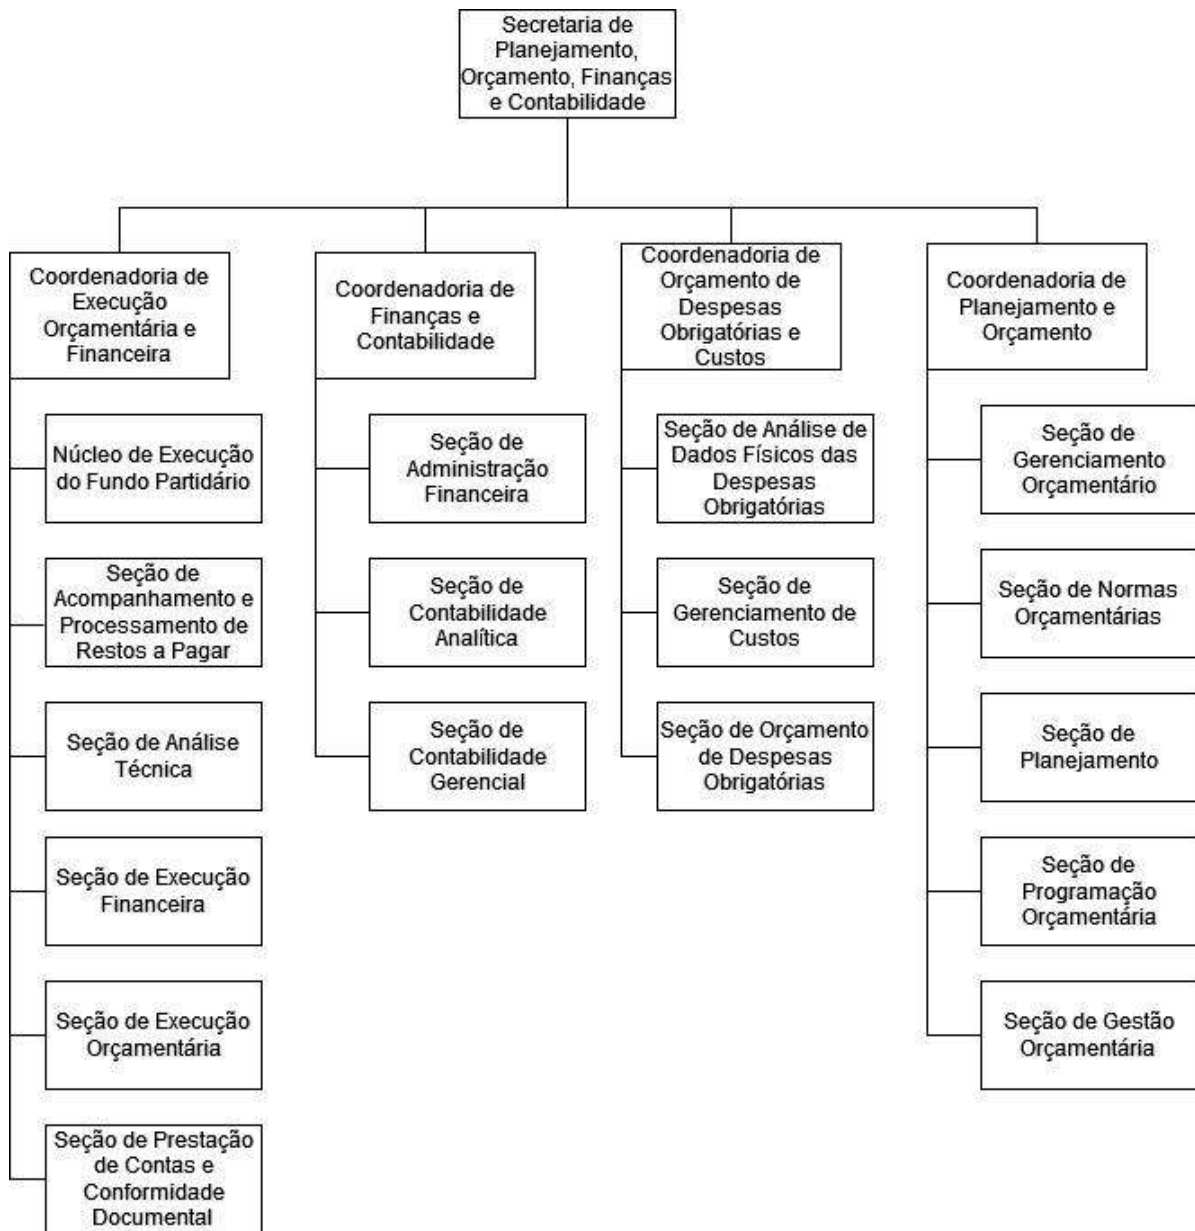 Secretaria de
Planejamento,
Orçamento, Finanças
e Contabilidade
Coordenadoria de
Execução
Orçamentária e
Financeira
Coordenadoria de
Finanças e
Contabilidade
Coordenadoria de
Orçamento de
Despesas
Obrigatórias e
Custos
Coordenadoria de
Planejamento e
Orçamento
Núcleo de Execução
do Fundo Partidário
Seção de
Acompanhamento e
Processamento de
Restos a Pagar
Seção de Análise
Técnica
Seção de Execução
Financeira
Seção de Execução
Orçamentária
Seção de Prestação
de Contas e
Conformidade
Documental
Seção de
Administração
Financeira
Seção de
Contabilidade
Analítica
Seção de
Contabilidade
Gerencial
Seção de Análise de
Dados Físicos das
Despesas
Obrigatórias
Seção de
Gerenciamento de
Custos
Seção de Orçamento
de Despesas
Obrigatórias
Seção de
Gerenciamento
Orçamentário
Seção de Normas
Orçamentárias
Seção de
Planejamento
Seção de
Programação
Orçamentária
Seção de Gestão
Orçamentária